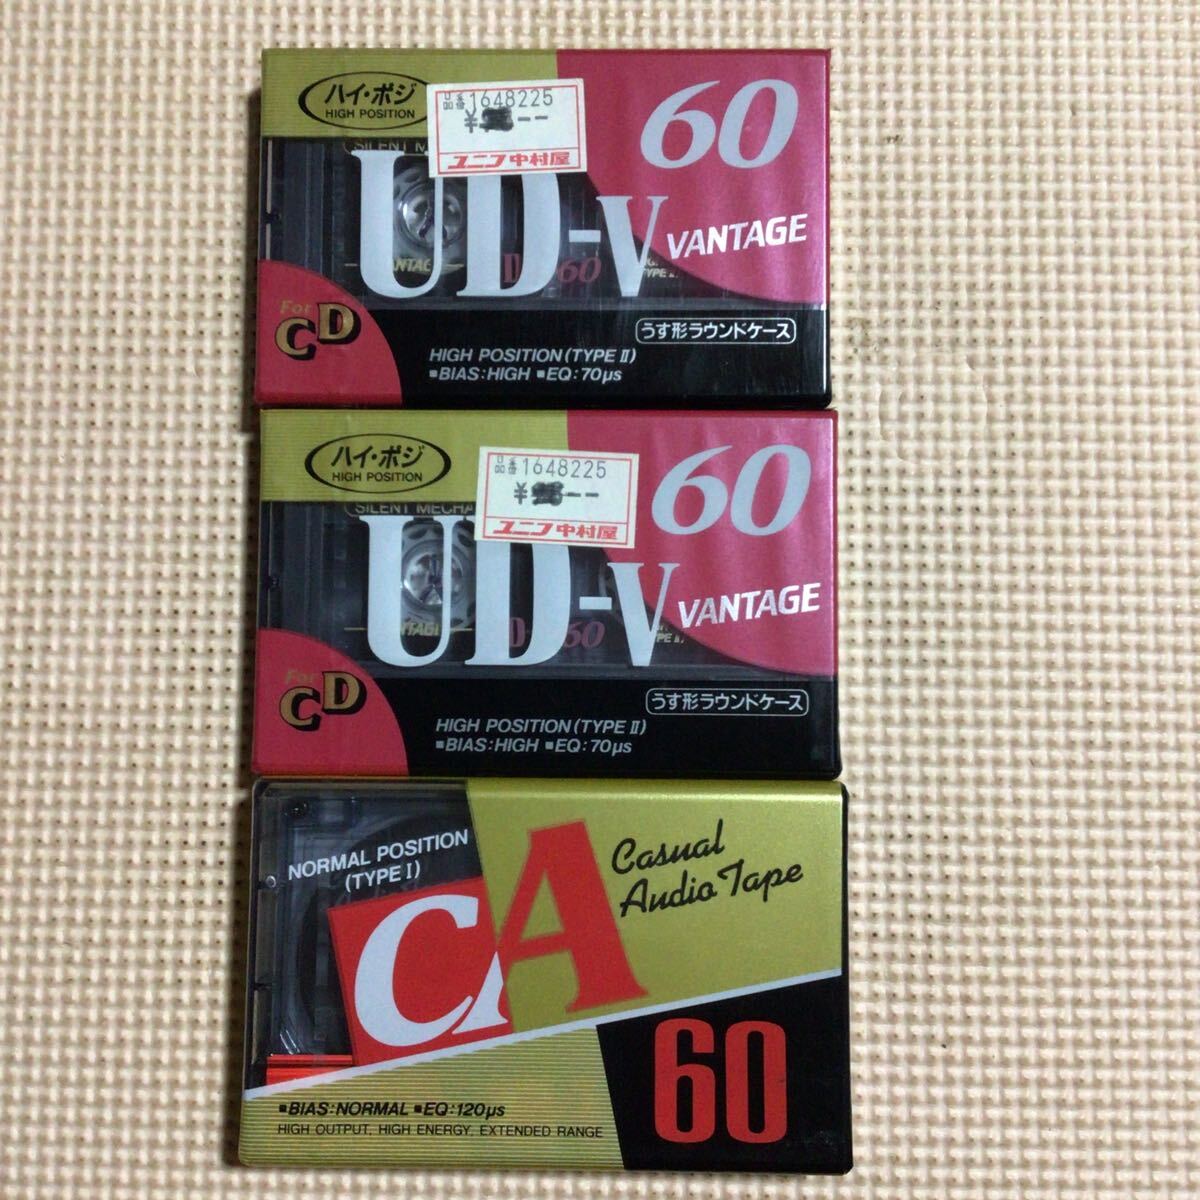 ハイ・ポジ
HIGH POSITION
品番 1648225
¥ --
ユニフ中村屋
60
UD-V VANTAGE
For
CD
うす形ラウンドケース
HIGH POSITION (TYPE II)
■BIAS:HIGH ■EQ:70μs
ハイ・ポジ
HIGH POSITION
品番 1648225
¥ --
ユニフ中村屋
60
SILENT MECHA
UD-V VANTAGE
For
CD
うす形ラウンドケース
HIGH POSITION (TYPE II)
■BIAS:HIGH ■EQ:70μs
NORMAL POSITION
(TYPE I)
CA
Casual
Audio Tape
60
■BIAS:NORMAL ■EQ:120μs
HIGH OUTPUT, HIGH ENERGY, EXTENDED RANGE